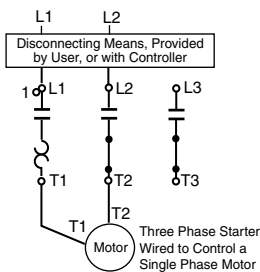 L1 L2
Disconnecting Means, Provided
by User, or with Controller
1 L1 L2 L3
T1 T2 T3
T1 T2
Motor
Three Phase Starter
Wired to Control a
Single Phase Motor